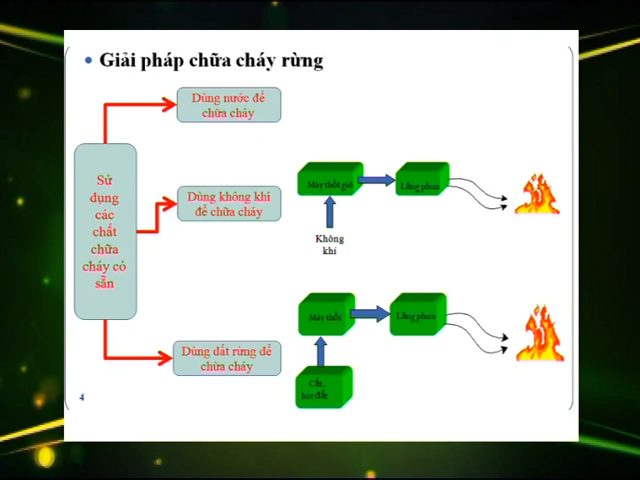 Giải pháp chữa cháy rừng
Dùng nước để
chữa cháy
Sử
dụng
các
chất
chữa
cháy có
sẵn
Dùng không khí
để chữa cháy
Máy thổi gió
Lăng phun
Không
khí
Dùng đất rừng để
chữa cháy
Máy thổi
Lăng phun
Cắt,
hút đất
4